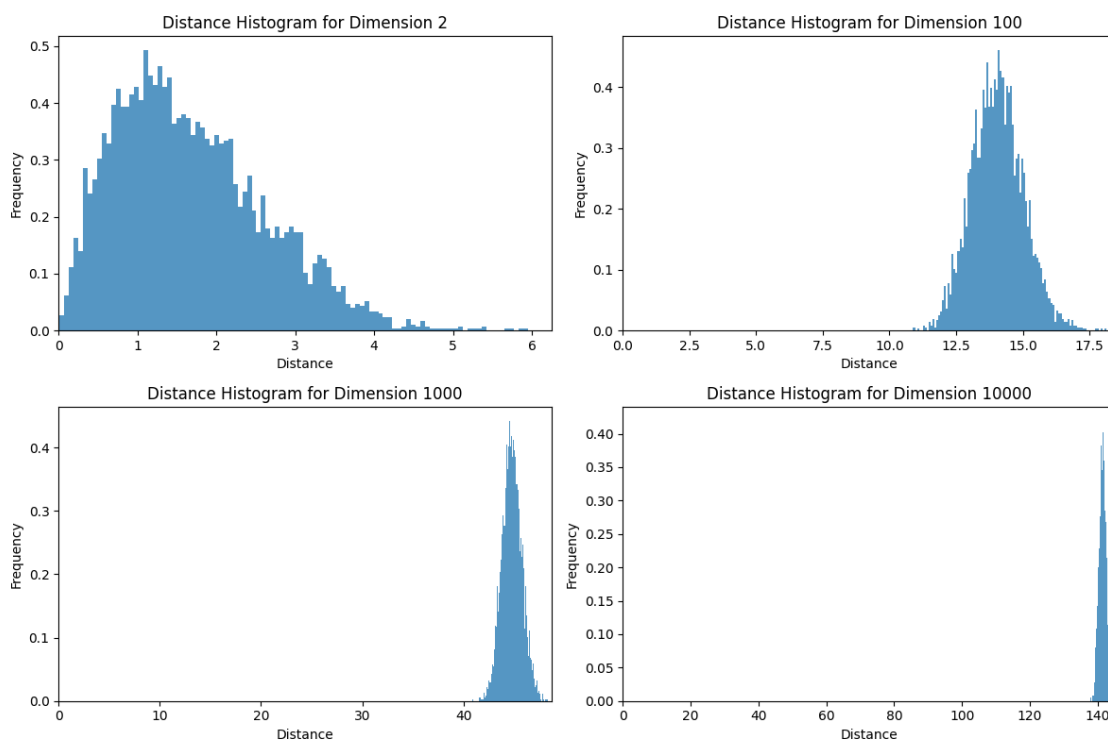 Distance Histogram for Dimension 2
Frequency
0.5
0.4
0.3
0.2
0.1
0.0
0 1 2 3 4 5 6
Distance
Distance Histogram for Dimension 100
Frequency
0.4
0.3
0.2
0.1
0.0
0.0 2.5 5.0 7.5 10.0 12.5 15.0 17.5
Distance
Distance Histogram for Dimension 1000
Frequency
0.4
0.3
0.2
0.1
0.0
0 10 20 30 40
Distance
Distance Histogram for Dimension 10000
Frequency
0.40
0.35
0.30
0.25
0.20
0.15
0.10
0.05
0.00
0 20 40 60 80 100 120 140
Distance